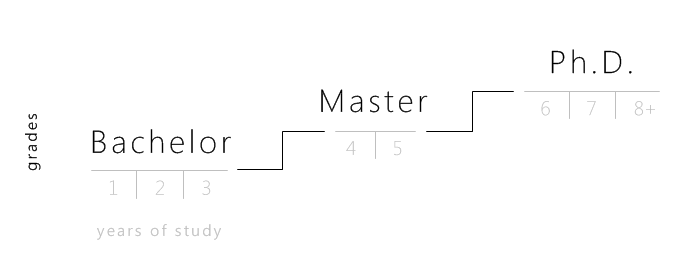 Ph.D.
6 7 8+
Master
4 5
Bachelor
1 2 3
years of study
grades